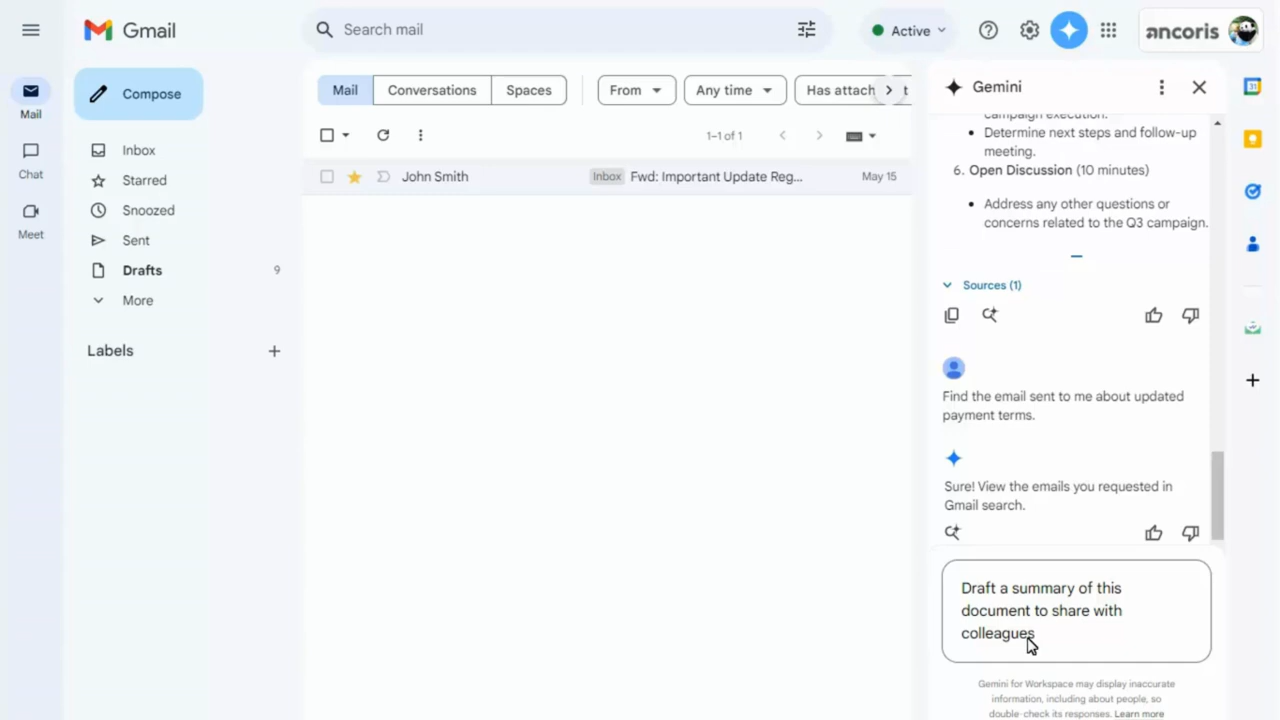 Gmail
Search mail
Active
ancoris
Mail
Chat
Meet
Compose
Inbox
Starred
Snoozed
Sent
Drafts 9
More
Labels
Mail
Conversations
Spaces
From
Any time
Has attach
t
1–1 of 1
John Smith
Inbox
Fwd: Important Update Reg...
May 15
Gemini
campaign execution.
• Determine next steps and follow-up
meeting.
6. Open Discussion (10 minutes)
• Address any other questions or
concerns related to the Q3 campaign.
Sources (1)
Find the email sent to me about updated
payment terms.
Sure! View the emails you requested in
Gmail search.
Draft a summary of this
document to share with
colleagues
Gemini for Workspace may display inaccurate
information, including about people, so
double-check its responses. Learn more
31